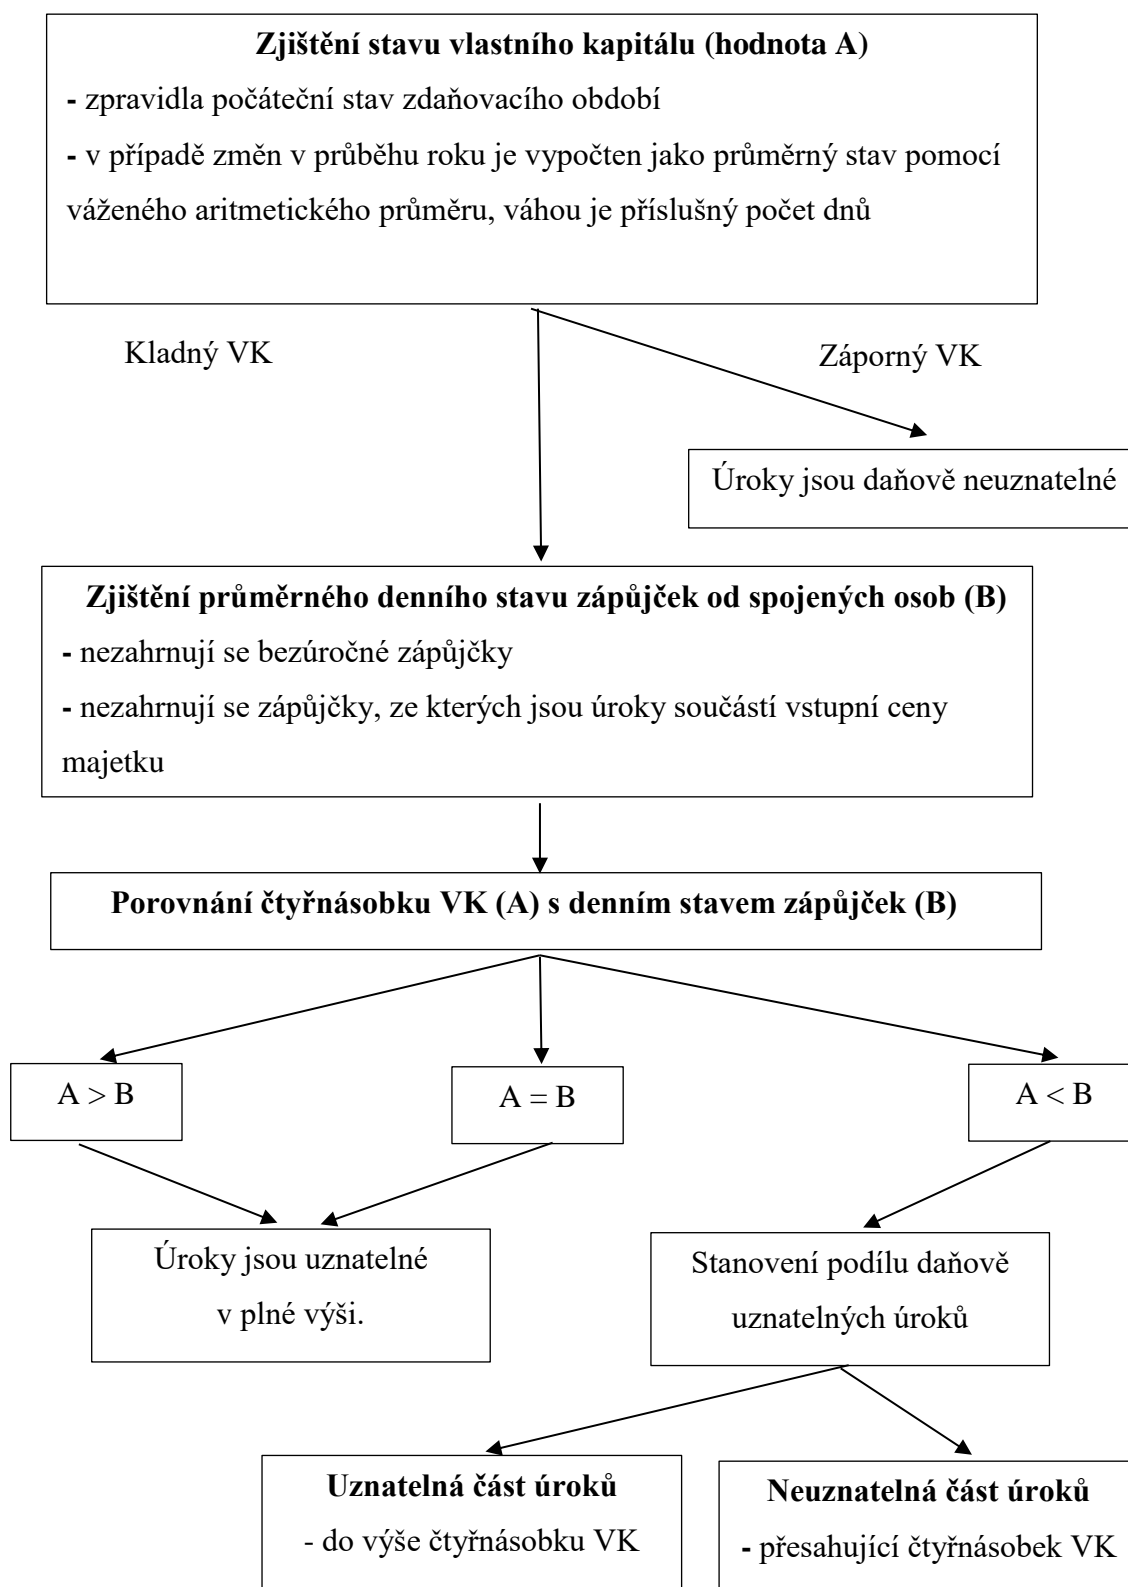 Zjištění stavu vlastního kapitálu (hodnota A)
- zpravidla počáteční stav zdaňovacího období
- v případě změn v průběhu roku je vypočten jako průměrný stav pomocí
váženého aritmetického průměru, váhou je příslušný počet dnů
Kladný VK
Záporný VK
Úroky jsou daňově neuznatelné
Zjištění průměrného denního stavu zápůjček od spojených osob (B)
- nezahrnují se bezúročné zápůjčky
- nezahrnují se zápůjčky, ze kterých jsou úroky součástí vstupní ceny
majetku
Porovnání čtyřnásobku VK (A) s denním stavem zápůjček (B)
A > B
A = B
A < B
Úroky jsou uznatelné
v plné výši.
Stanovení podílu daňově
uznatelných úroků
Uznatelná část úroků
- do výše čtyřnásobku VK
Neuznatelná část úroků
- přesahující čtyřnásobek VK